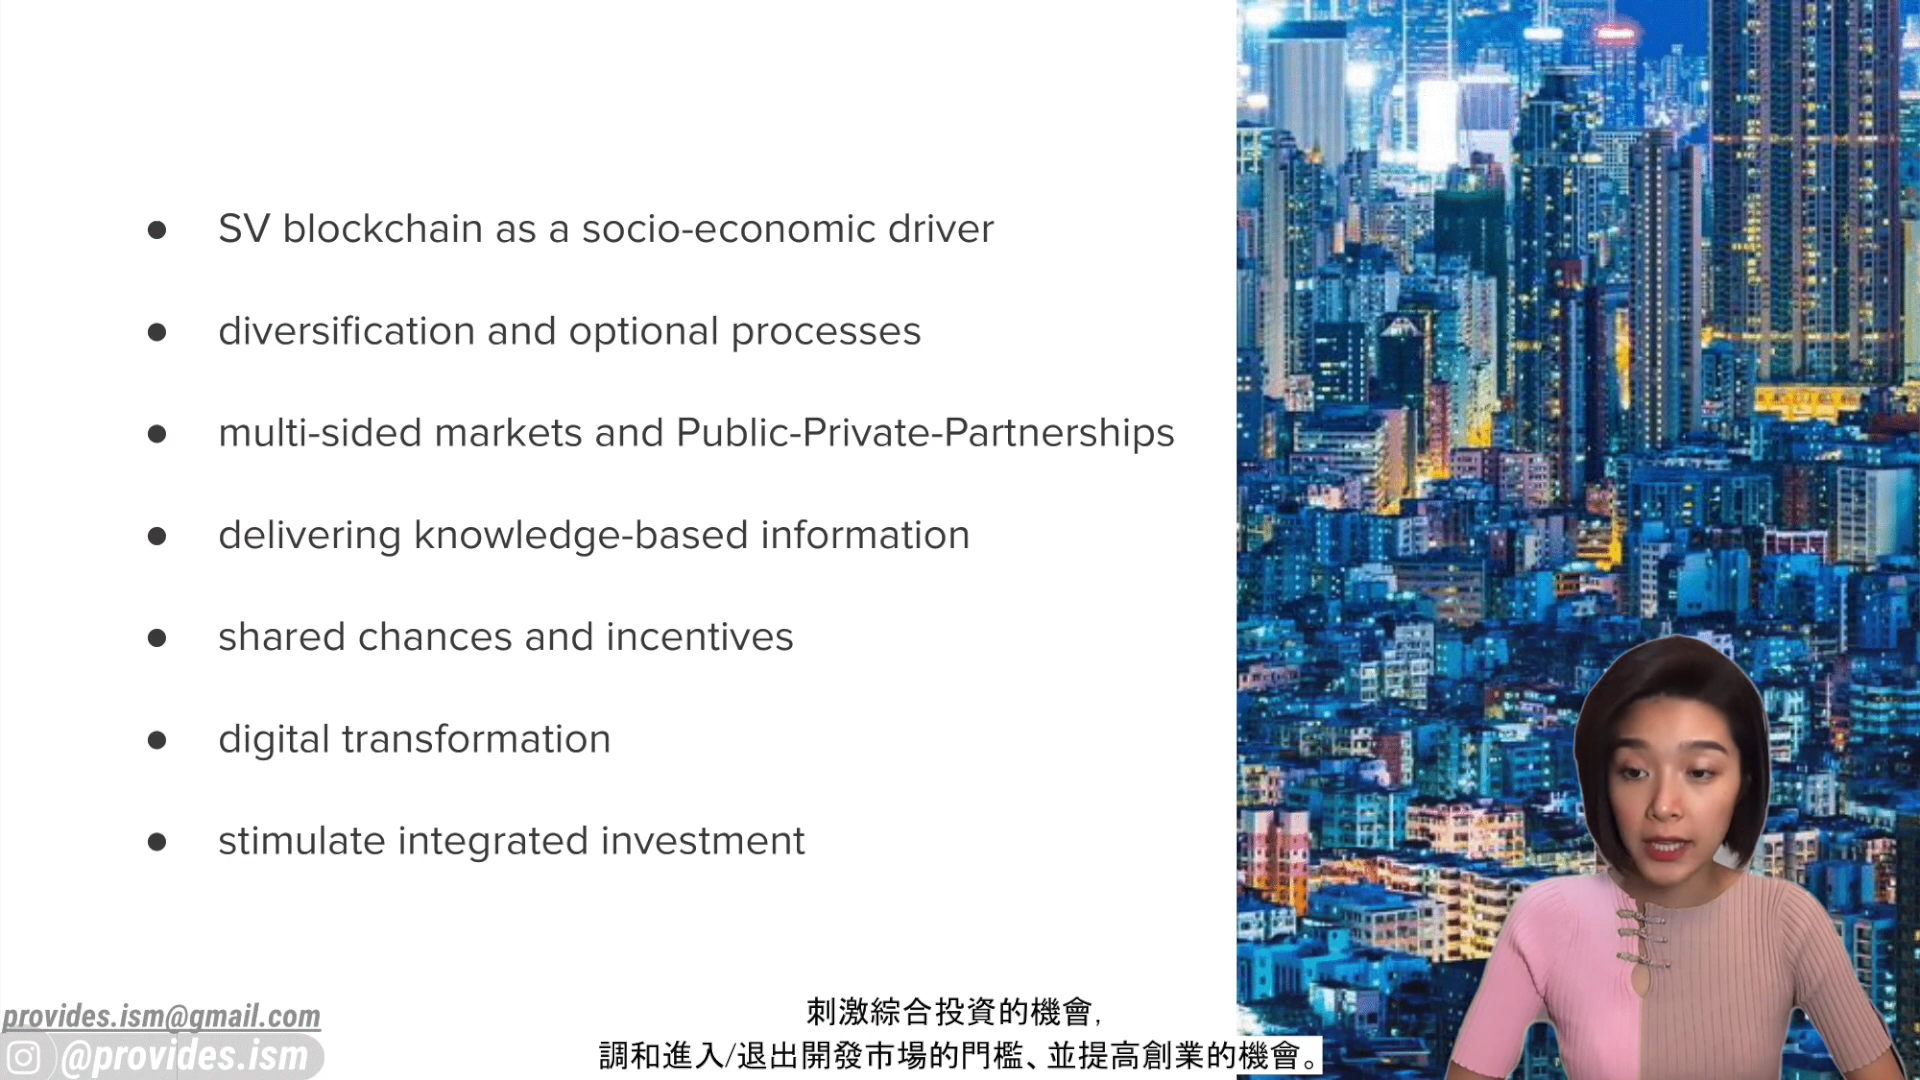 SV blockchain as a socio-economic driver
diversification and optional processes
multi-sided markets and Public-Private-Partnerships
delivering knowledge-based information
shared chances and incentives
digital transformation
stimulate integrated investment
provides.ism@gmail.com
@provides.ism
刺激綜合投資的機會,
調和進入/退出開發市場的門檻、並提高創業的機會。